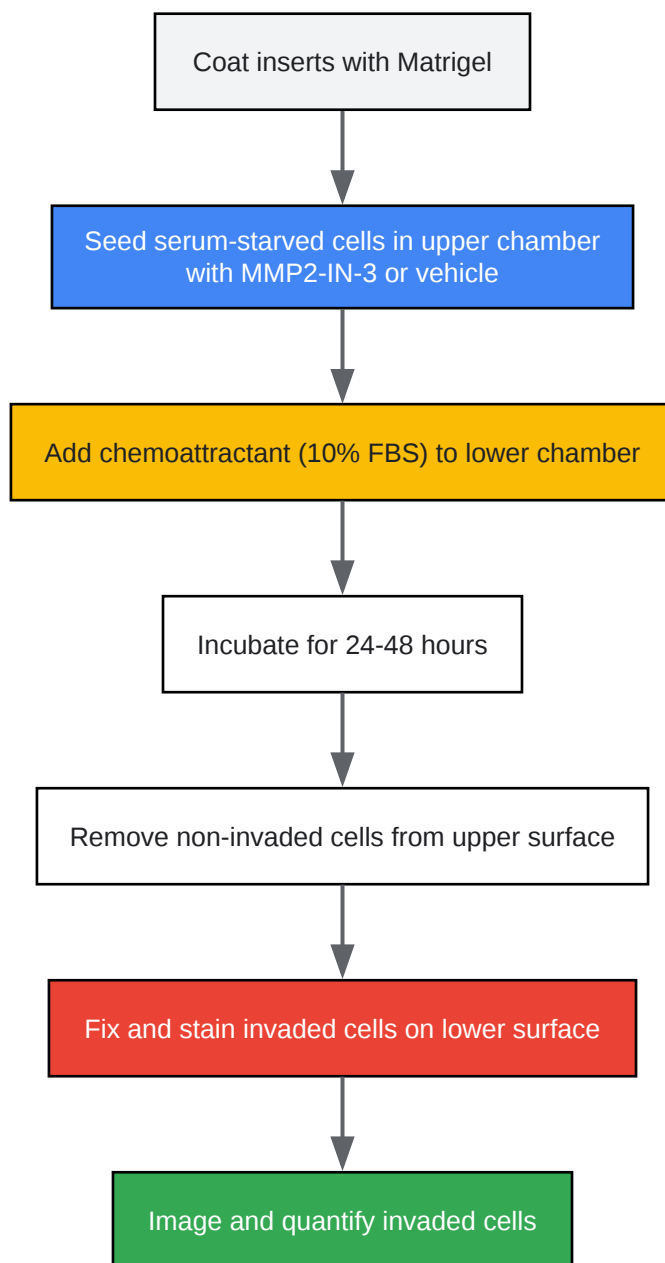 Coat inserts with Matrigel
Seed serum-starved cells in upper chamber
with MMP2-IN-3 or vehicle
Add chemoattractant (10% FBS) to lower chamber
Incubate for 24-48 hours
Remove non-invaded cells from upper surface
Fix and stain invaded cells on lower surface
Image and quantify invaded cells